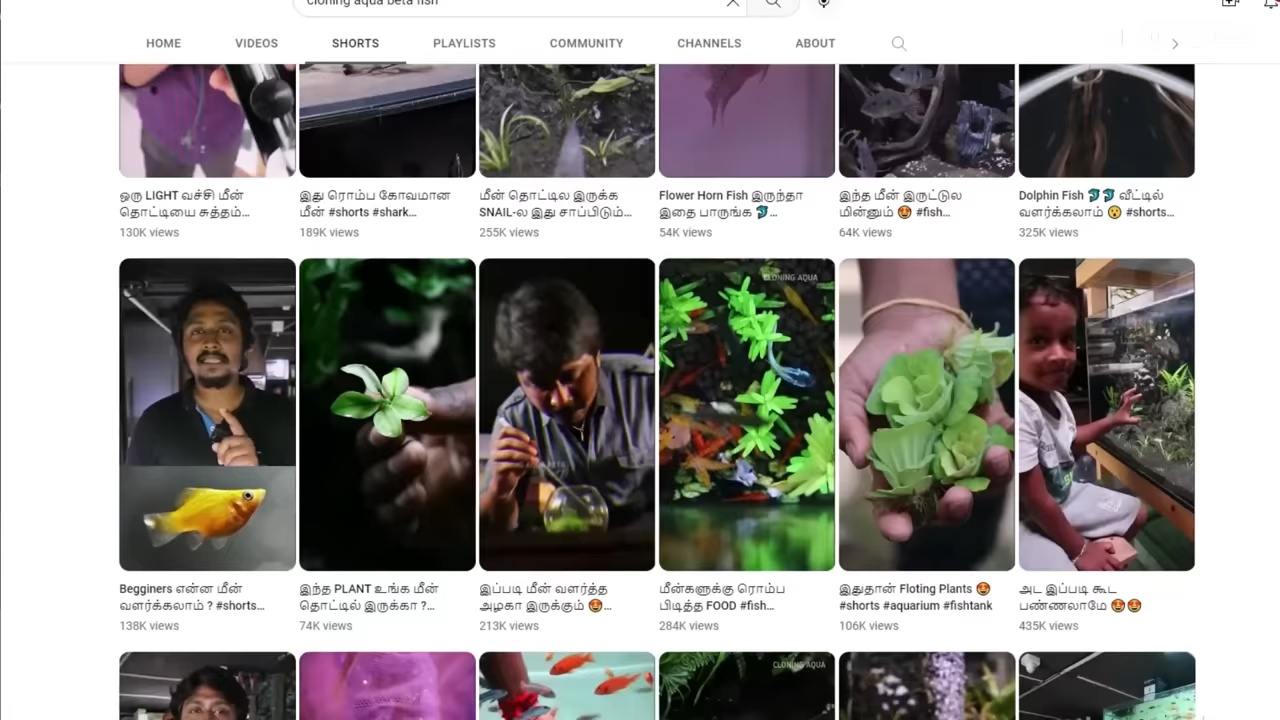 cloning aqua beta fish
HOME VIDEOS SHORTS PLAYLISTS COMMUNITY CHANNELS ABOUT
ஒரு LIGHT வச்சி மீன்
தொட்டியை சுத்தம்...
130K views
இது ரொம்ப கோவமான
மீன் #shorts #shark...
189K views
மீன் தொட்டில இருக்க
SNAIL-ல இது சாப்பிடும்...
255K views
Flower Horn Fish இருந்தா
இதை பாருங்க 🐬...
54K views
இந்த மீன் இருட்டுல
மின்னும் 🤩 #fish...
64K views
Dolphin Fish 🐬🐬 வீட்டில்
வளர்க்கலாம் 😮 #shorts...
325K views
CLONING AQUA
Begginers என்ன மீன்
வளர்க்கலாம் ? #shorts...
138K views
இந்த PLANT உங்க மீன்
தொட்டில் இருக்கா ?...
74K views
இப்படி மீன் வளர்த்த
அழகா இருக்கும் 🤩...
213K views
மீன்களுக்கு ரொம்ப
பிடித்த FOOD #fish...
284K views
இதுதான் Floting Plants 🤩
#shorts #aquarium #fishtank
106K views
அட இப்படி கூட
பண்ணலாமே 🤩🤩
435K views
CLONING AQUA